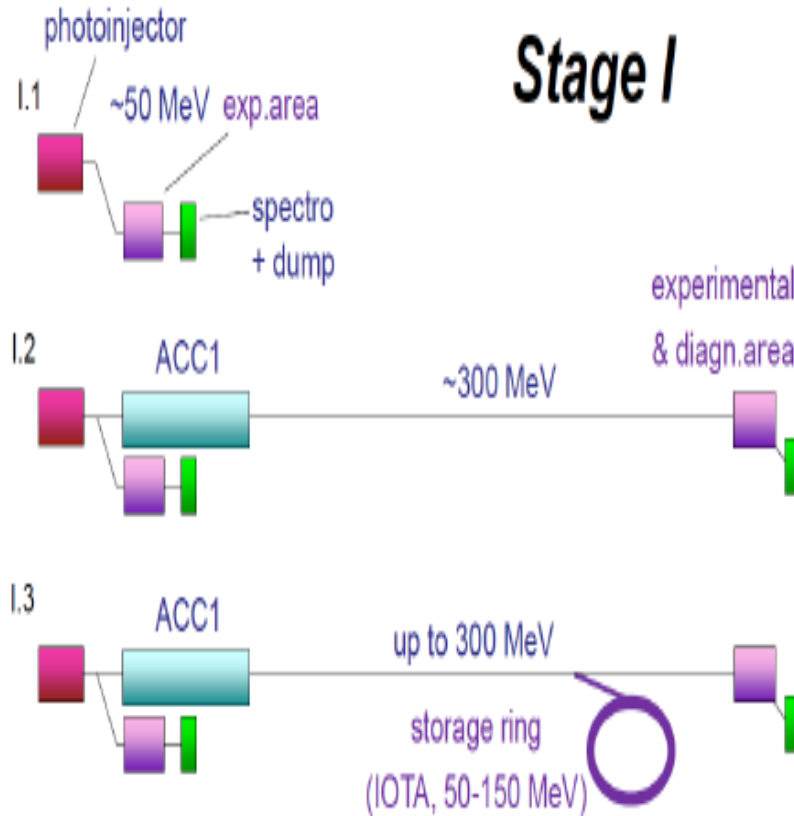 photoinjector
Stage I
I.1
~50 MeV exp.area
spectro
+ dump
experimental
& diagn.area
I.2
ACC1
~300 MeV
I.3
ACC1
up to 300 MeV
storage ring
(IOTA, 50-150 MeV)